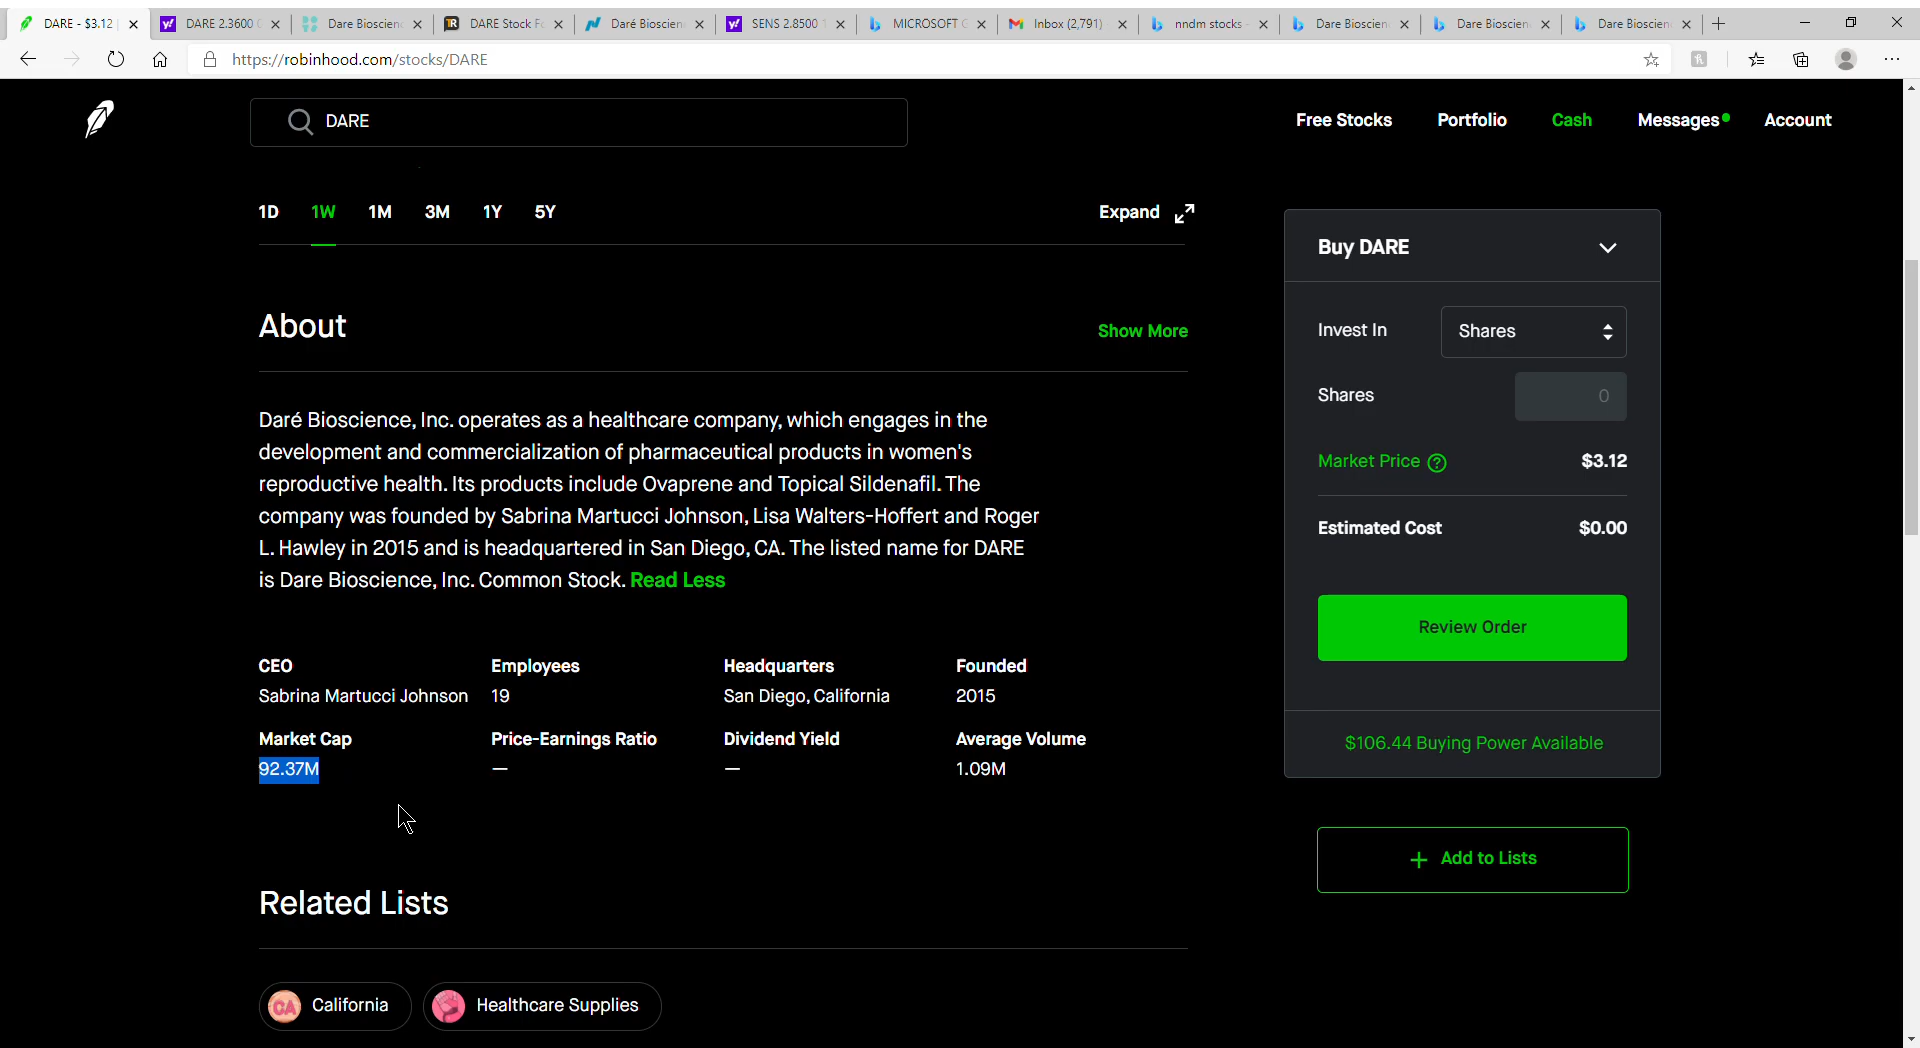 DARE - $3.12
DARE 2.3600
Dare Bioscien
DARE Stock Fo
Daré Bioscien
SENS 2.8500
MICROSOFT
Inbox (2,791)
nndm stocks -
Dare Bioscien
Dare Bioscien
Dare Bioscien
https://robinhood.com/stocks/DARE
DARE
Free Stocks
Portfolio
Cash
Messages
Account
1D 1W 1M 3M 1Y 5Y
Expand
About
Show More
Daré Bioscience, Inc. operates as a healthcare company, which engages in the
development and commercialization of pharmaceutical products in women's
reproductive health. Its products include Ovaprene and Topical Sildenafil. The
company was founded by Sabrina Martucci Johnson, Lisa Walters-Hoffert and Roger
L. Hawley in 2015 and is headquartered in San Diego, CA. The listed name for DARE
is Dare Bioscience, Inc. Common Stock. Read Less
CEO
Sabrina Martucci Johnson
Employees
19
Headquarters
San Diego, California
Founded
2015
Market Cap
92.37M
Price-Earnings Ratio
—
Dividend Yield
—
Average Volume
1.09M
Related Lists
CA
California
Healthcare Supplies
Buy DARE
Invest In
Shares
Shares
0
Market Price ?
$3.12
Estimated Cost
$0.00
Review Order
$106.44 Buying Power Available
+ Add to Lists